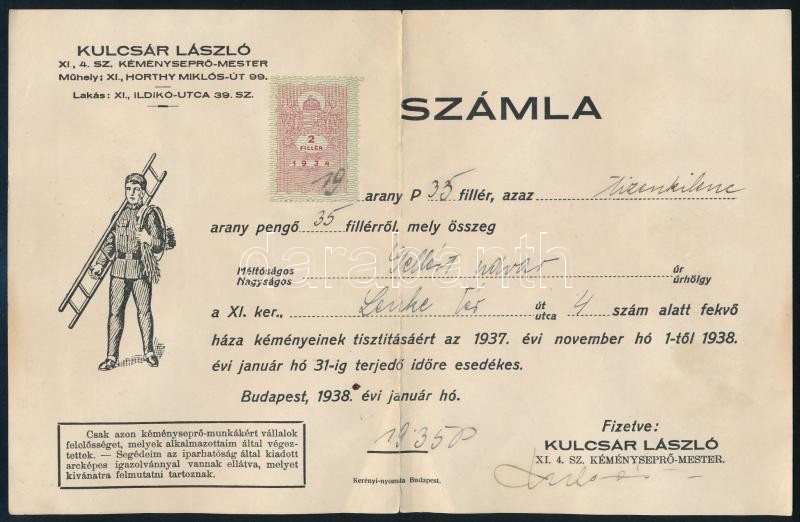 KULCSÁR LÁSZLÓ
XI, 4. SZ. KÉMÉNYSEPRŐ-MESTER
Műhely: XI., HORTHY MIKLÓS-ÚT 99.
Lakás: XI., ILDIKÓ-UTCA 39. SZ.
2
FILLÉR
1934
SZÁMLA
19 arany P 35 fillér, azaz Tizenkilenc
arany pengő 35 fillérről. mely összeg
Méltóságos Gellért udvar úr
Nagyságos úrhölgy
a XI. ker., Lenke tér út 4 szám alatt fekvő
utca
háza kéményeinek tisztításáért az 1937. évi november hó 1-től 1938.
évi január hó 31-ig terjedő időre esedékes.
Budapest, 1938. évi január hó.
19.35 P
Csak azon kéményseprő-munkákért vállalok
felelősséget, melyek alkalmazottaim által végez-
tettek. — Segédeim az iparhatóság által kiadott
arcképes igazolvánnyal vannak ellátva, melyet
kivánatra felmutatni tartoznak.
Fizetve:
KULCSÁR LÁSZLÓ
XI. 4. SZ. KÉMÉNYSEPRŐ-MESTER.
Kerényi-nyomda Budapest.
darabanth